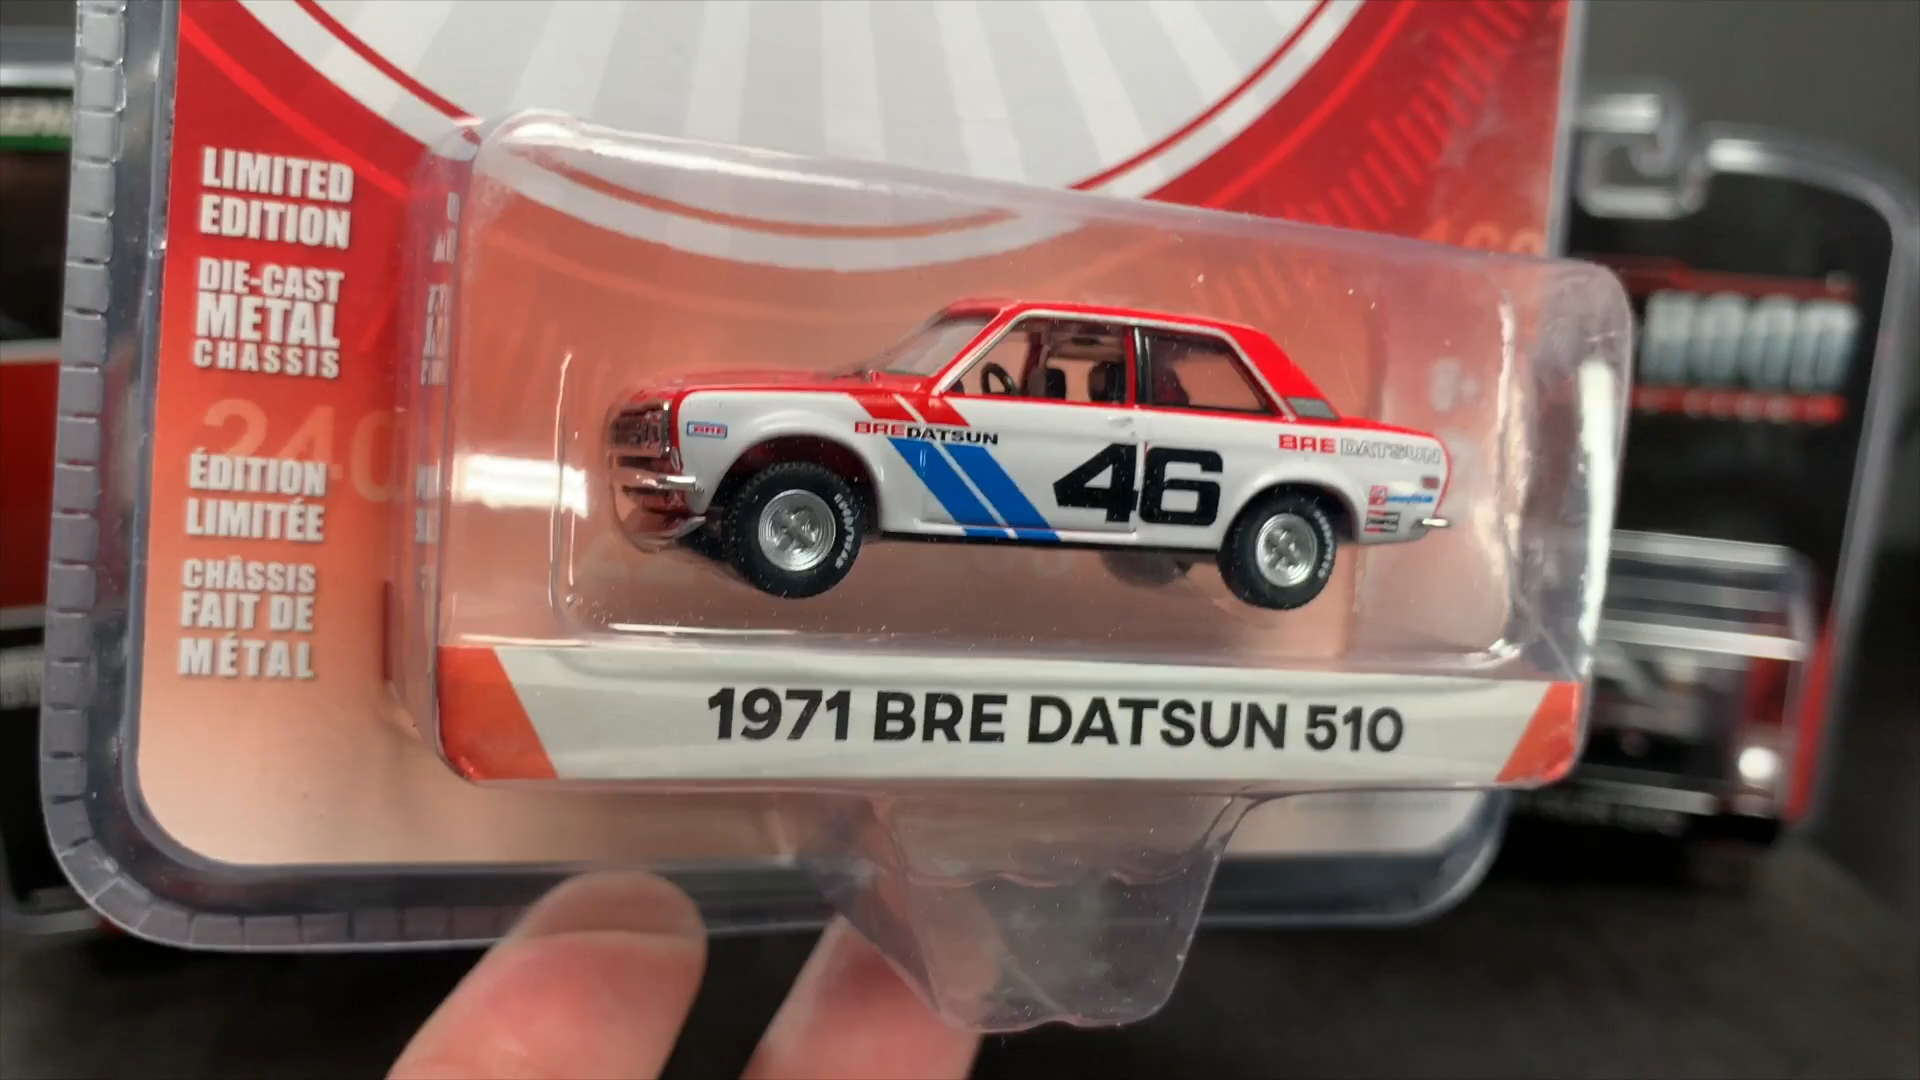 LIMITED
EDITION
DIE-CAST
METAL
CHASSIS
240
ÉDITION
LIMITÉE
CHÂSSIS
FAIT DE
MÉTAL
BRE
BREDATSUN
46
BRE DATSUN
1971 BRE DATSUN 510